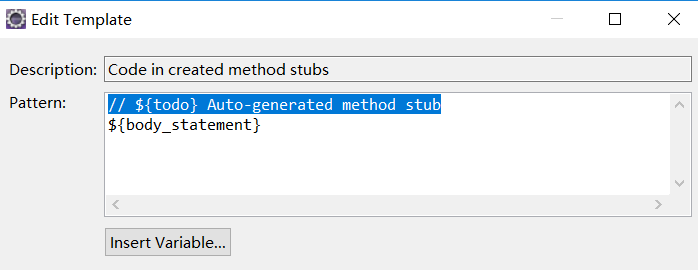 Edit Template
Description: Code in created method stubs
Pattern: // ${todo} Auto-generated method stub
${body_statement}
Insert Variable...